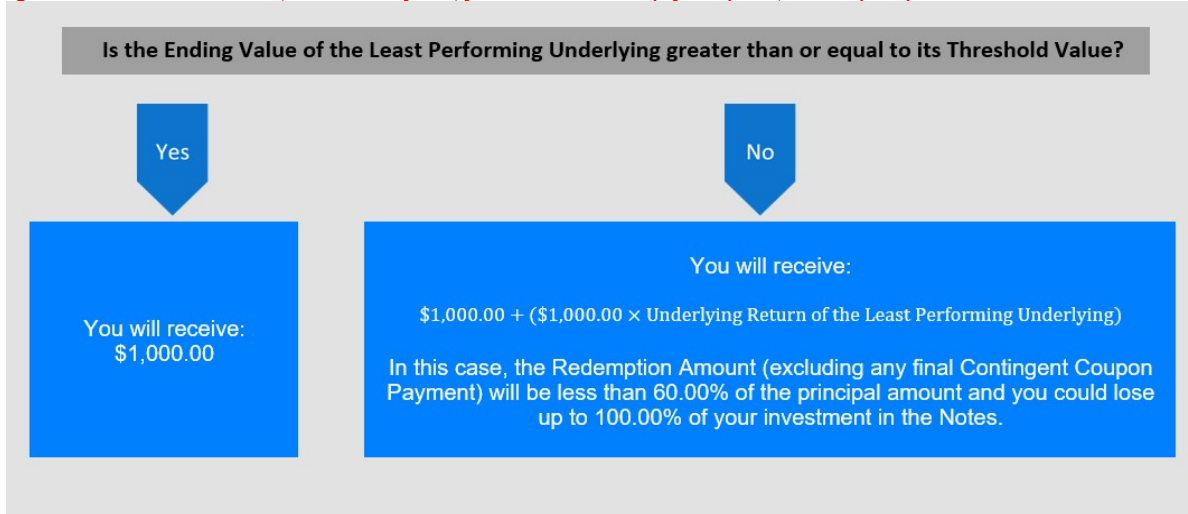 Is the Ending Value of the Least Performing Underlying greater than or equal to its Threshold Value?
Yes
No
You will receive:
$1,000.00
You will receive:
$1,000.00 + ($1,000.00 × Underlying Return of the Least Performing Underlying)
In this case, the Redemption Amount (excluding any final Contingent Coupon
Payment) will be less than 60.00% of the principal amount and you could lose
up to 100.00% of your investment in the Notes.